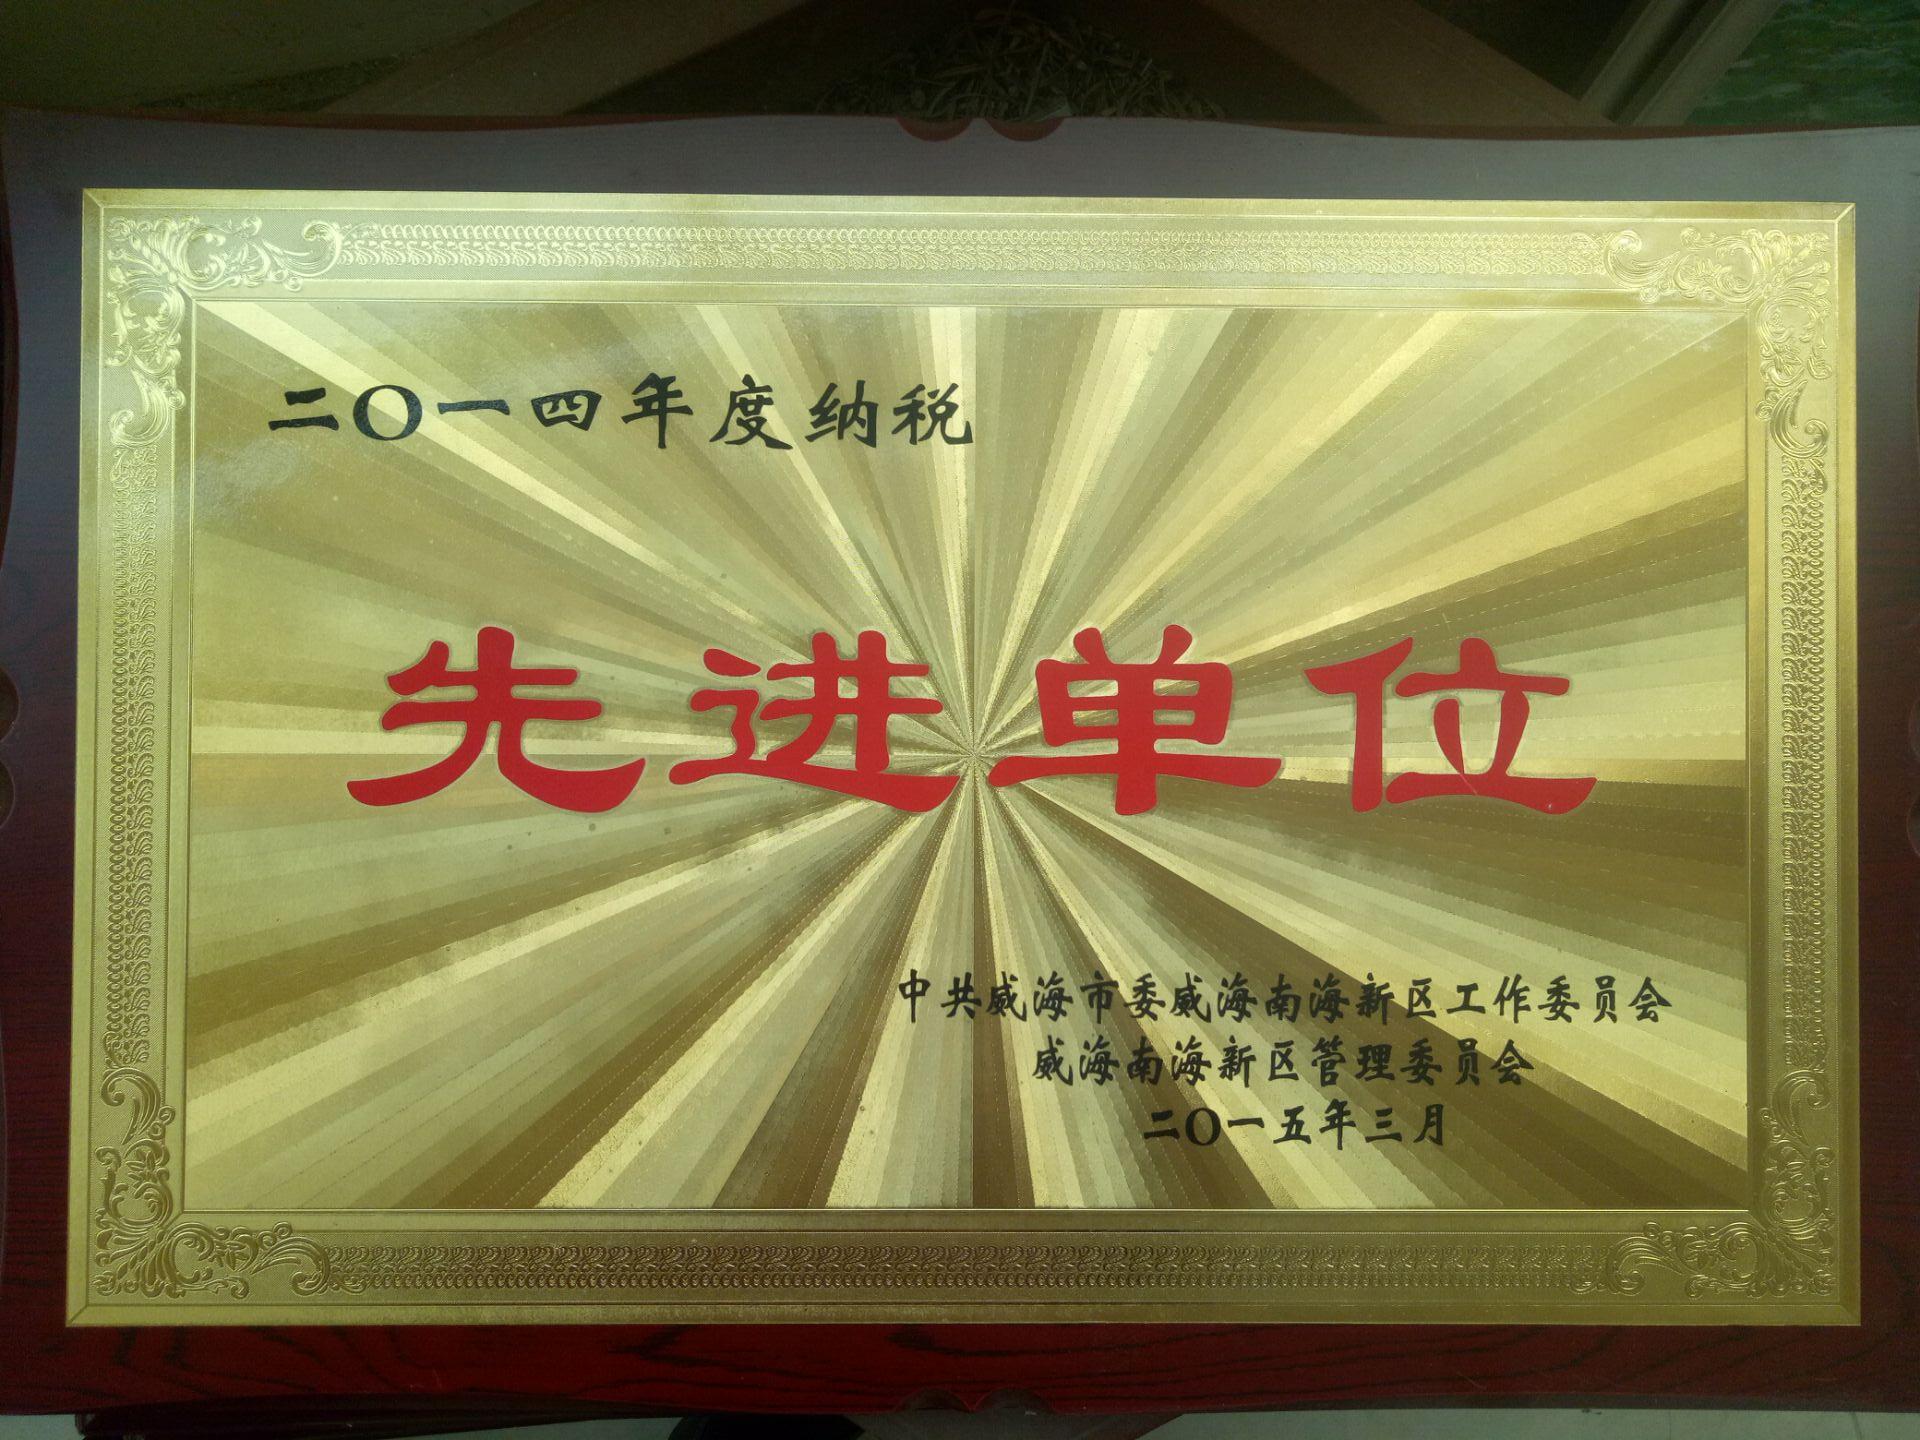 二〇一四年度纳税
先进单位
中共威海市委威海南海新区工作委员会
威海南海新区管理委员会
二〇一五年三月